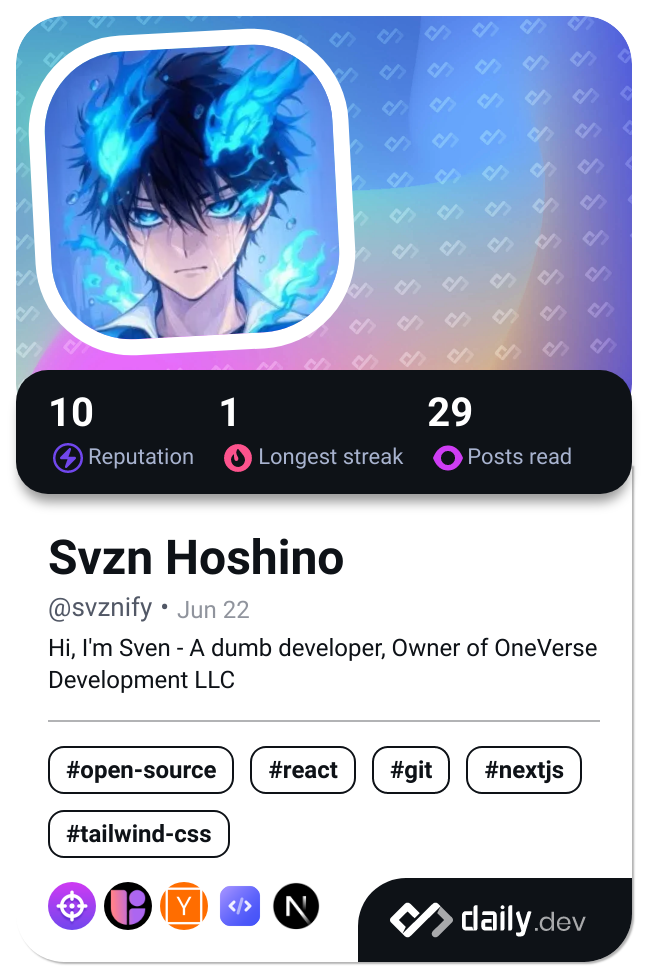 10 1 29
Reputation Longest streak Posts read
Svzn Hoshino
@svznify • Jun 22
Hi, I'm Sven - A dumb developer, Owner of OneVerse
Development LLC
#open-source #react #git #nextjs
#tailwind-css
Y </> N
daily.dev